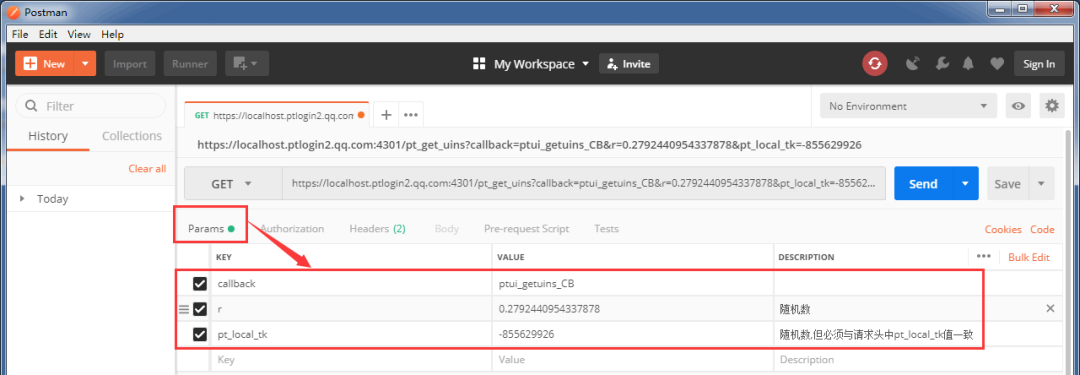 Postman
File Edit View Help
New Import Runner My Workspace Invite Sign In
Filter
History Collections
Clear all
Today
GET https://localhost.ptlogin2.qq.com
No Environment
https://localhost.ptlogin2.qq.com:4301/pt_get_uins?callback=ptui_getuins_CB&r=0.2792440954337878&pt_local_tk=-855629926
GET https://localhost.ptlogin2.qq.com:4301/pt_get_uins?callback=ptui_getuins_CB&r=0.2792440954337878&pt_local_tk=-85562... Send Save
Params Authorization Headers (2) Body Pre-request Script Tests Cookies Code
KEY VALUE DESCRIPTION Bulk Edit
callback ptui_getuins_CB
r 0.2792440954337878 随机数
pt_local_tk -855629926 随机数,但必须与请求头中pt_local_tk值一致
Key Value Description